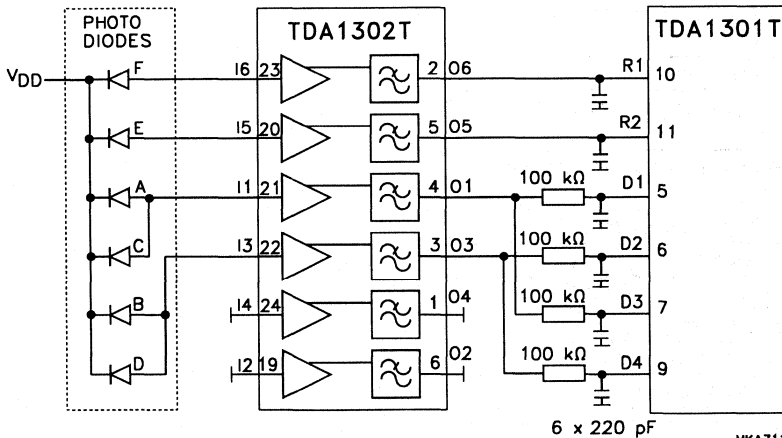 PHOTO
DIODES
TDA1302T
TDA1301T
VDD
F I6 23 2 O6 R1 10
E I5 20 5 O5 R2 11
A I1 21 4 O1 100 kΩ D1 5
C
I3 22 3 O3 100 kΩ D2 6
B I4 24 1 O4 100 kΩ D3 7
D I2 19 6 O2 100 kΩ D4 9
6 x 220 pF